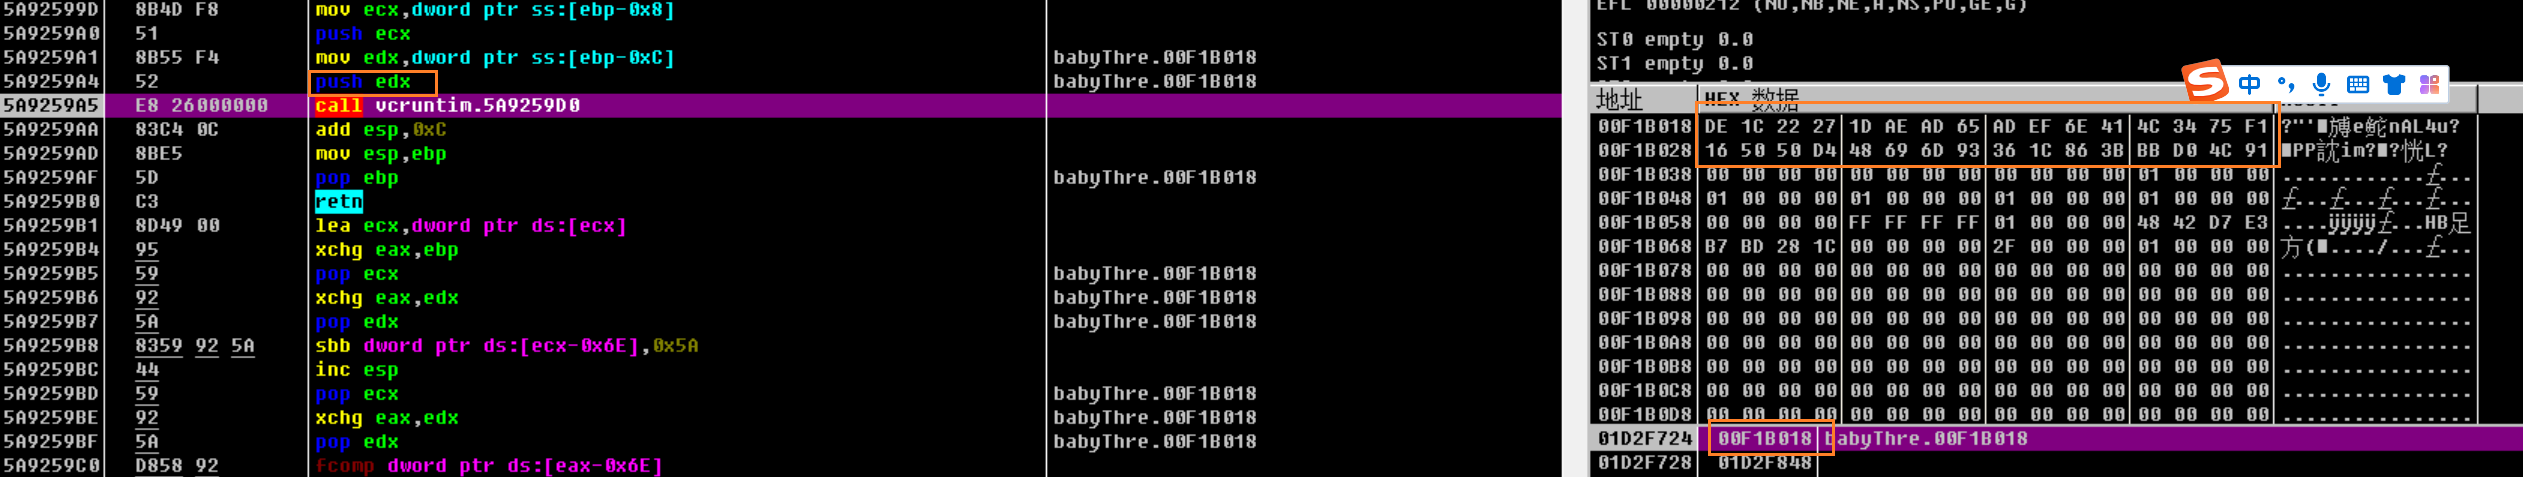 5A92599D 8B4D F8 mov ecx,dword ptr ss:[ebp-0x8]
5A9259A0 51 push ecx
5A9259A1 8B55 F4 mov edx,dword ptr ss:[ebp-0xC] babyThre.00F1B018
5A9259A4 52 push edx babyThre.00F1B018
5A9259A5 E8 26000000 call vcruntim.5A9259D0
5A9259AA 83C4 0C add esp,0xC
5A9259AD 8BE5 mov esp,ebp
5A9259AF 5D pop ebp babyThre.00F1B018
5A9259B0 C3 retn
5A9259B1 8D49 00 lea ecx,dword ptr ds:[ecx]
5A9259B4 95 xchg eax,ebp
5A9259B5 59 pop ecx babyThre.00F1B018
5A9259B6 92 xchg eax,edx babyThre.00F1B018
5A9259B7 5A pop edx babyThre.00F1B018
5A9259B8 8359 92 5A sbb dword ptr ds:[ecx-0x6E],0x5A
5A9259BC 44 inc esp
5A9259BD 59 pop ecx babyThre.00F1B018
5A9259BE 92 xchg eax,edx babyThre.00F1B018
5A9259BF 5A pop edx babyThre.00F1B018
5A9259C0 D858 92 fcomp dword ptr ds:[eax-0x6E]
EFL 00000212 (NO,NB,NE,A,NS,PO,GE,G)
ST0 empty 0.0
ST1 empty 0.0
中
地址 HEX 数据
00F1B018 DE 1C 22 27 1D AE AD 65 AD EF 6E 41 4C 34 75 F1
00F1B028 16 50 50 D4 48 69 6D 93 36 1C 86 3B BB D0 4C 91
00F1B038 00 00 00 00 00 00 00 00 00 00 00 00 01 00 00 00 ............£...
00F1B048 01 00 00 00 01 00 00 00 01 00 00 00 01 00 00 00 £...£...£...£...
00F1B058 00 00 00 00 FF FF FF FF 01 00 00 00 48 42 D7 E3 ....ÿÿÿÿ£...HB足
00F1B068 B7 BD 28 1C 00 00 00 00 2F 00 00 00 01 00 00 00 方(■..../...£...
00F1B078 00 00 00 00 00 00 00 00 00 00 00 00 00 00 00 00 ................
00F1B088 00 00 00 00 00 00 00 00 00 00 00 00 00 00 00 00 ................
00F1B098 00 00 00 00 00 00 00 00 00 00 00 00 00 00 00 00 ................
00F1B0A8 00 00 00 00 00 00 00 00 00 00 00 00 00 00 00 00 ................
00F1B0B8 00 00 00 00 00 00 00 00 00 00 00 00 00 00 00 00 ................
00F1B0C8 00 00 00 00 00 00 00 00 00 00 00 00 00 00 00 00 ................
00F1B0D8 00 00 00 00 00 00 00 00 00 00 00 00 00 00 00 00 ................
01D2F724 00F1B018 babyThre.00F1B018
01D2F728 01D2F848